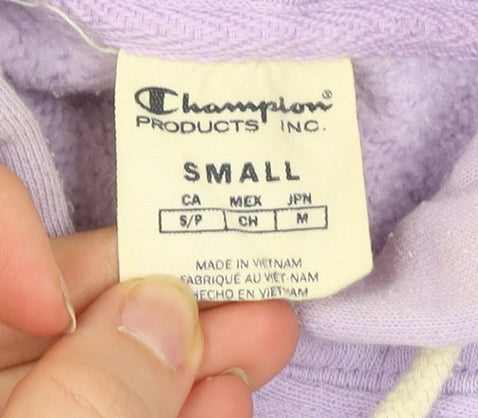 Champion®
PRODUCTS INC.
SMALL
CA MEX JPN
S/P CH M
MADE IN VIETNAM
FABRIQUÉ AU VIET-NAM
HECHO EN VIETNAM